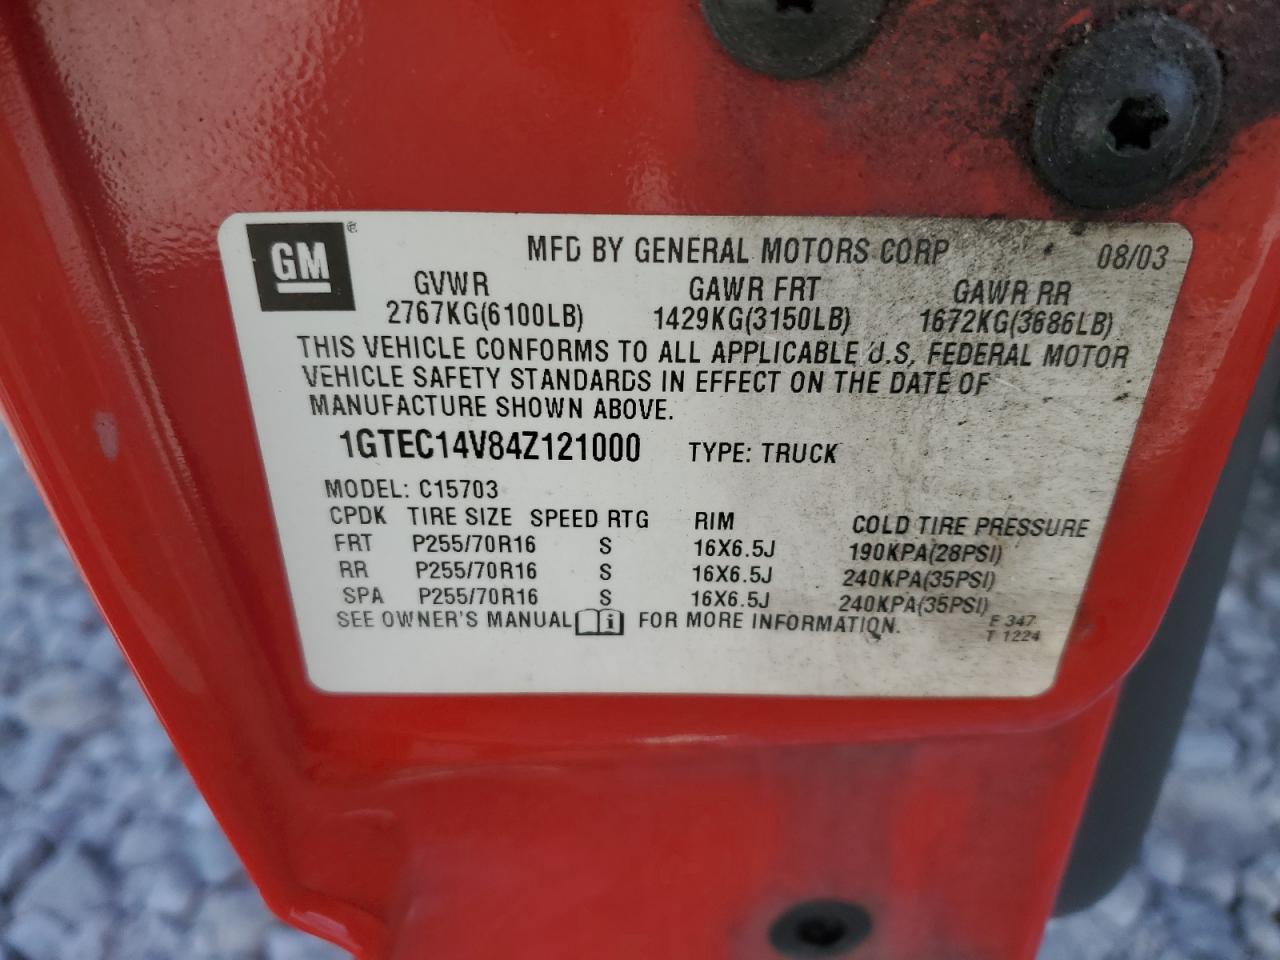 GM®
MFD BY GENERAL MOTORS CORP 08/03
GVWR GAWR FRT GAWR RR
2767KG(6100LB) 1429KG(3150LB) 1672KG(3686LB)
THIS VEHICLE CONFORMS TO ALL APPLICABLE U.S. FEDERAL MOTOR
VEHICLE SAFETY STANDARDS IN EFFECT ON THE DATE OF
MANUFACTURE SHOWN ABOVE.
1GTEC14V84Z121000 TYPE: TRUCK
MODEL: C15703
CPDK TIRE SIZE SPEED RTG RIM COLD TIRE PRESSURE
FRT P255/70R16 S 16X6.5J 190KPA(28PSI)
RR P255/70R16 S 16X6.5J 240KPA(35PSI)
SPA P255/70R16 S 16X6.5J 240KPA(35PSI)
SEE OWNER'S MANUAL i FOR MORE INFORMATION.
E 347
T 1224